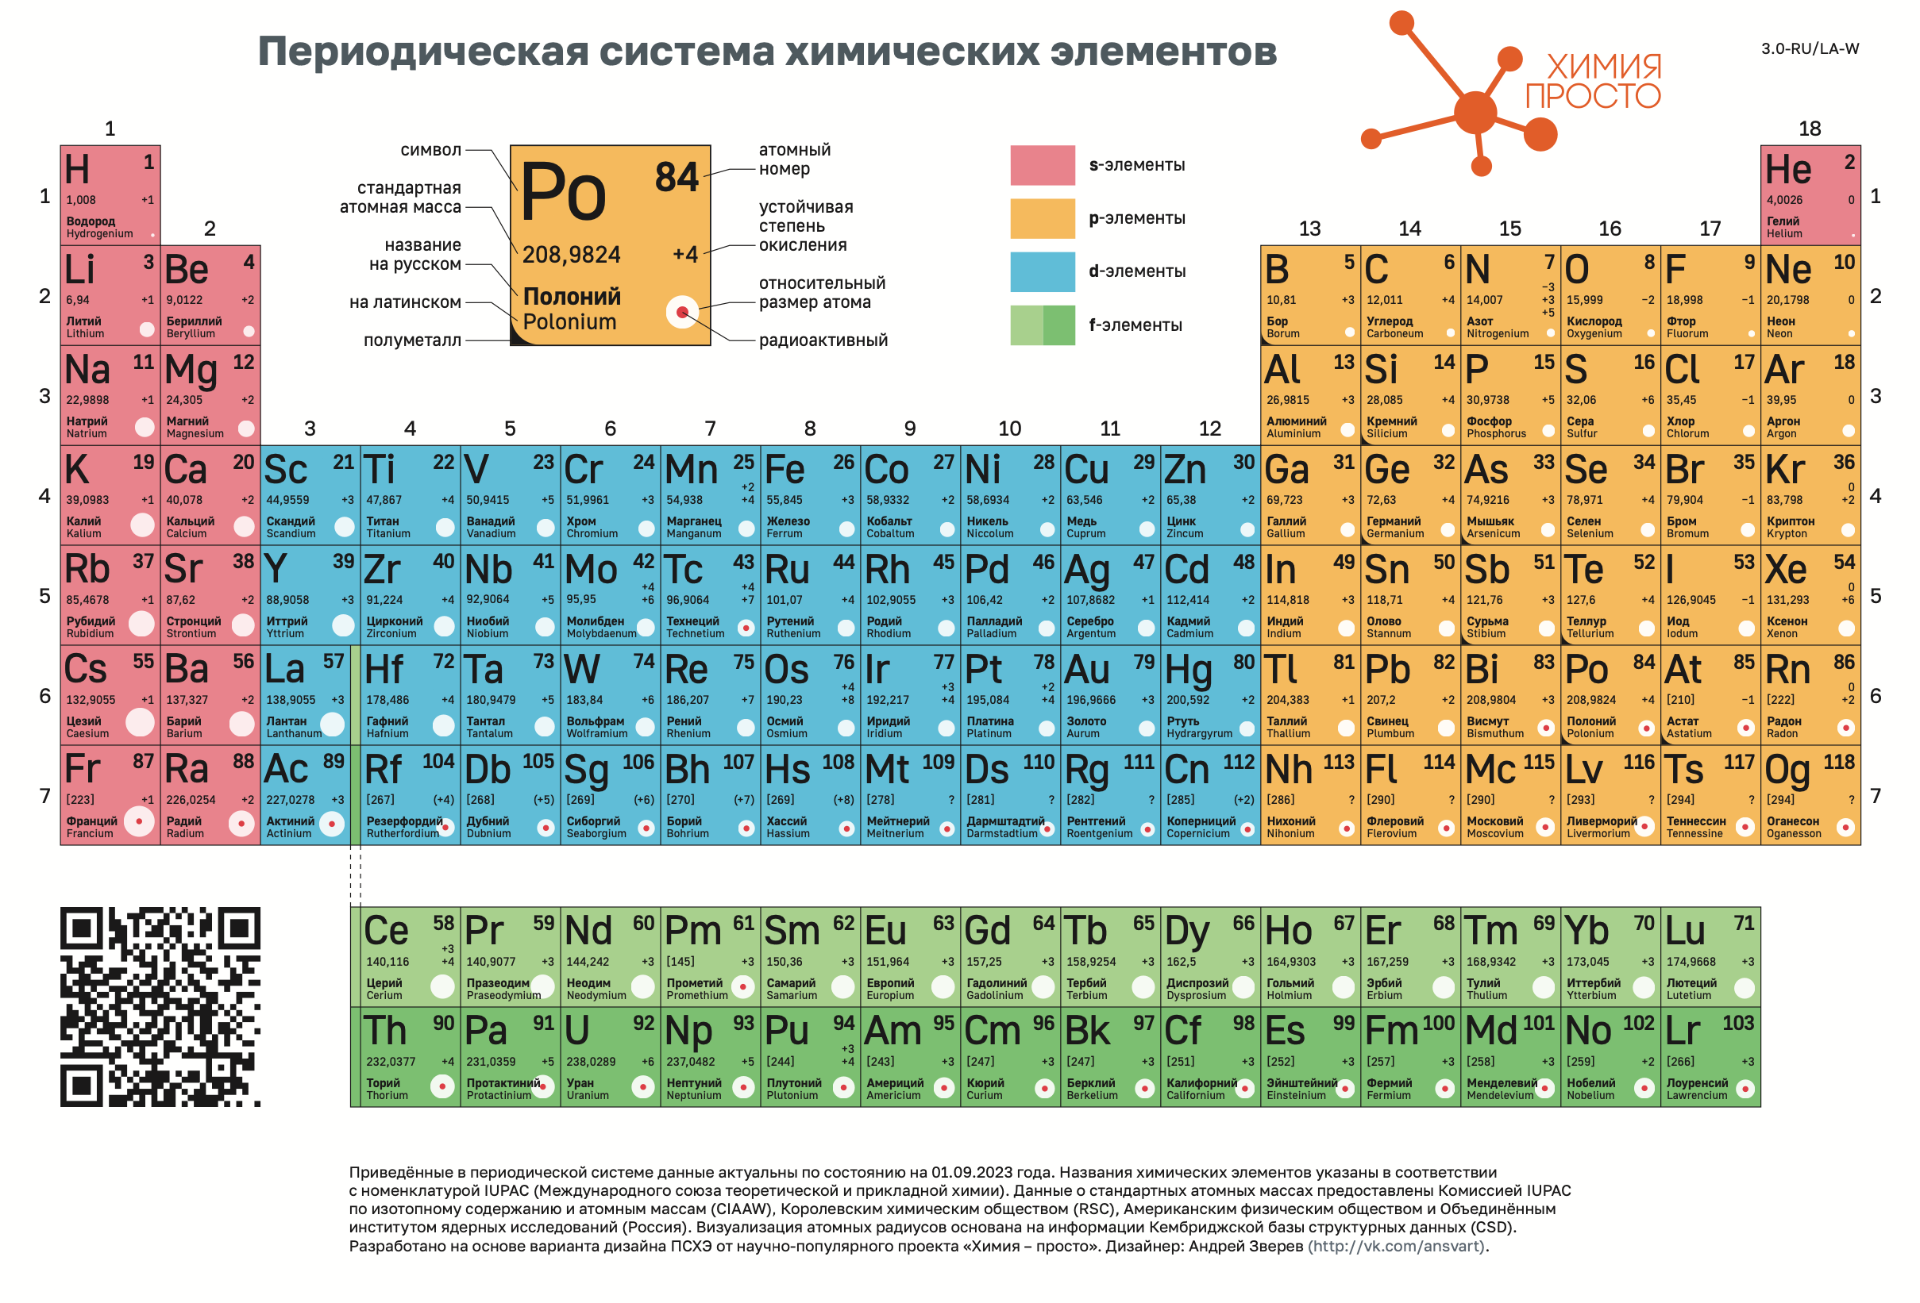 Периодическая система химических элементов
ХИМИЯ
ПРОСТО
3.0-RU/LA-W
1
18
символ
стандартная
атомная масса
название
на русском
на латинском
полуметалл
Po 84
208,9824 +4
Полоний
Polonium
атомный
номер
устойчивая
степень
окисления
относительный
размер атома
радиоактивный
s-элементы
p-элементы
d-элементы
f-элементы
1
H 1
1,008 +1
Водород
Hydrogenium
He 2
4,0026 0
Гелий
Helium
1
2
13 14 15 16 17
2
Li 3
6,94 +1
Литий
Lithium
Be 4
9,0122 +2
Бериллий
Beryllium
B 5
10,81 +3
Бор
Borum
C 6
12,011 +4
Углерод
Carboneum
N 7
−3
14,007 +3
+5
Азот
Nitrogenium
O 8
15,999 −2
Кислород
Oxygenium
F 9
18,998 −1
Фтор
Fluorum
Ne 10
20,1798 0
Неон
Neon
2
3
Na 11
22,9898 +1
Натрий
Natrium
Mg 12
24,305 +2
Магний
Magnesium
Al 13
26,9815 +3
Алюминий
Aluminium
Si 14
28,085 +4
Кремний
Silicium
P 15
30,9738 +5
Фосфор
Phosphorus
S 16
32,06 +6
Сера
Sulfur
Cl 17
35,45 −1
Хлор
Chlorum
Ar 18
39,95 0
Аргон
Argon
3
3 4 5 6 7 8 9 10 11 12
4
K 19
39,0983 +1
Калий
Kalium
Ca 20
40,078 +2
Кальций
Calcium
Sc 21
44,9559 +3
Скандий
Scandium
Ti 22
47,867 +4
Титан
Titanium
V 23
50,9415 +5
Ванадий
Vanadium
Cr 24
51,9961 +3
Хром
Chromium
Mn 25
+2
54,938 +4
Марганец
Manganum
Fe 26
55,845 +3
Железо
Ferrum
Co 27
58,9332 +2
Кобальт
Cobaltum
Ni 28
58,6934 +2
Никель
Niccolum
Cu 29
63,546 +2
Медь
Cuprum
Zn 30
65,38 +2
Цинк
Zincum
Ga 31
69,723 +3
Галлий
Gallium
Ge 32
72,63 +4
Германий
Germanium
As 33
74,9216 +3
Мышьяк
Arsenicum
Se 34
78,971 +4
Селен
Selenium
Br 35
79,904 −1
Бром
Bromum
Kr 36
0
83,798 +2
Криптон
Krypton
4
5
Rb 37
85,4678 +1
Рубидий
Rubidium
Sr 38
87,62 +2
Стронций
Strontium
Y 39
88,9058 +3
Иттрий
Yttrium
Zr 40
91,224 +4
Цирконий
Zirconium
Nb 41
92,9064 +5
Ниобий
Niobium
Mo 42
+4
95,95 +6
Молибден
Molybdaenum
Tc 43
+4
96,9064 +7
Технеций
Technetium
Ru 44
101,07 +4
Рутений
Ruthenium
Rh 45
102,9055 +3
Родий
Rhodium
Pd 46
106,42 +2
Палладий
Palladium
Ag 47
107,8682 +1
Серебро
Argentum
Cd 48
112,414 +2
Кадмий
Cadmium
In 49
114,818 +3
Индий
Indium
Sn 50
118,71 +4
Олово
Stannum
Sb 51
121,76 +3
Сурьма
Stibium
Te 52
127,6 +4
Теллур
Tellurium
I 53
126,9045 −1
Иод
Iodum
Xe 54
0
131,293 +6
Ксенон
Xenon
5
6
Cs 55
132,9055 +1
Цезий
Caesium
Ba 56
137,327 +2
Барий
Barium
La 57
138,9055 +3
Лантан
Lanthanum
Hf 72
178,486 +4
Гафний
Hafnium
Ta 73
180,9479 +5
Тантал
Tantalum
W 74
183,84 +6
Вольфрам
Wolframium
Re 75
186,207 +7
Рений
Rhenium
Os 76
+4
190,23 +8
Осмий
Osmium
Ir 77
+3
192,217 +4
Иридий
Iridium
Pt 78
+2
195,084 +4
Платина
Platinum
Au 79
196,9666 +3
Золото
Aurum
Hg 80
200,592 +2
Ртуть
Hydrargyrum
Tl 81
204,383 +1
Таллий
Thallium
Pb 82
207,2 +2
Свинец
Plumbum
Bi 83
208,9804 +3
Висмут
Bismuthum
Po 84
208,9824 +4
Полоний
Polonium
At 85
[210] −1
Астат
Astatium
Rn 86
0
[222] +2
Радон
Radon
6
7
Fr 87
[223] +1
Франций
Francium
Ra 88
226,0254 +2
Радий
Radium
Ac 89
227,0278 +3
Актиний
Actinium
Rf 104
[267] (+4)
Резерфордий
Rutherfordium
Db 105
[268] (+5)
Дубний
Dubnium
Sg 106
[269] (+6)
Сиборгий
Seaborgium
Bh 107
[270] (+7)
Борий
Bohrium
Hs 108
[269] (+8)
Хассий
Hassium
Mt 109
[278] ?
Мейтнерий
Meitnerium
Ds 110
[281] ?
Дармштадтий
Darmstadtium
Rg 111
[282] ?
Рентгений
Roentgenium
Cn 112
[285] (+2)
Коперниций
Copernicium
Nh 113
[286] ?
Нихоний
Nihonium
Fl 114
[290] ?
Флеровий
Flerovium
Mc 115
[290] ?
Московий
Moscovium
Lv 116
[293] ?
Ливерморий
Livermorium
Ts 117
[294] ?
Теннессин
Tennessine
Og 118
[294] ?
Оганесон
Oganesson
7
Ce 58
+3
140,116 +4
Церий
Cerium
Pr 59
140,9077 +3
Празеодим
Praseodymium
Nd 60
144,242 +3
Неодим
Neodymium
Pm 61
[145] +3
Прометий
Promethium
Sm 62
150,36 +3
Самарий
Samarium
Eu 63
151,964 +3
Европий
Europium
Gd 64
157,25 +3
Гадолиний
Gadolinium
Tb 65
158,9254 +3
Тербий
Terbium
Dy 66
162,5 +3
Диспрозий
Dysprosium
Ho 67
164,9303 +3
Гольмий
Holmium
Er 68
167,259 +3
Эрбий
Erbium
Tm 69
168,9342 +3
Тулий
Thulium
Yb 70
173,045 +3
Иттербий
Ytterbium
Lu 71
174,9668 +3
Лютеций
Lutetium
Th 90
232,0377 +4
Торий
Thorium
Pa 91
231,0359 +5
Протактиний
Protactinium
U 92
238,0289 +6
Уран
Uranium
Np 93
237,0482 +5
Нептуний
Neptunium
Pu 94
+3
[244] +4
Плутоний
Plutonium
Am 95
[243] +3
Америций
Americium
Cm 96
[247] +3
Кюрий
Curium
Bk 97
[247] +3
Берклий
Berkelium
Cf 98
[251] +3
Калифорний
Californium
Es 99
[252] +3
Эйнштейний
Einsteinium
Fm 100
[257] +3
Фермий
Fermium
Md 101
[258] +3
Менделевий
Mendelevium
No 102
[259] +2
Нобелий
Nobelium
Lr 103
[266] +3
Лоуренсий
Lawrencium
Приведённые в периодической системе данные актуальны по состоянию на 01.09.2023 года. Названия химических элементов указаны в соответствии
с номенклатурой IUPAC (Международного союза теоретической и прикладной химии). Данные о стандартных атомных массах предоставлены Комиссией IUPAC
по изотопному содержанию и атомным массам (CIAAW), Королевским химическим обществом (RSC), Американским физическим обществом и Объединённым
институтом ядерных исследований (Россия). Визуализация атомных радиусов основана на информации Кембриджской базы структурных данных (CSD).
Разработано на основе варианта дизайна ПСХЭ от научно-популярного проекта «Химия – просто». Дизайнер: Андрей Зверев (http://vk.com/ansvart).